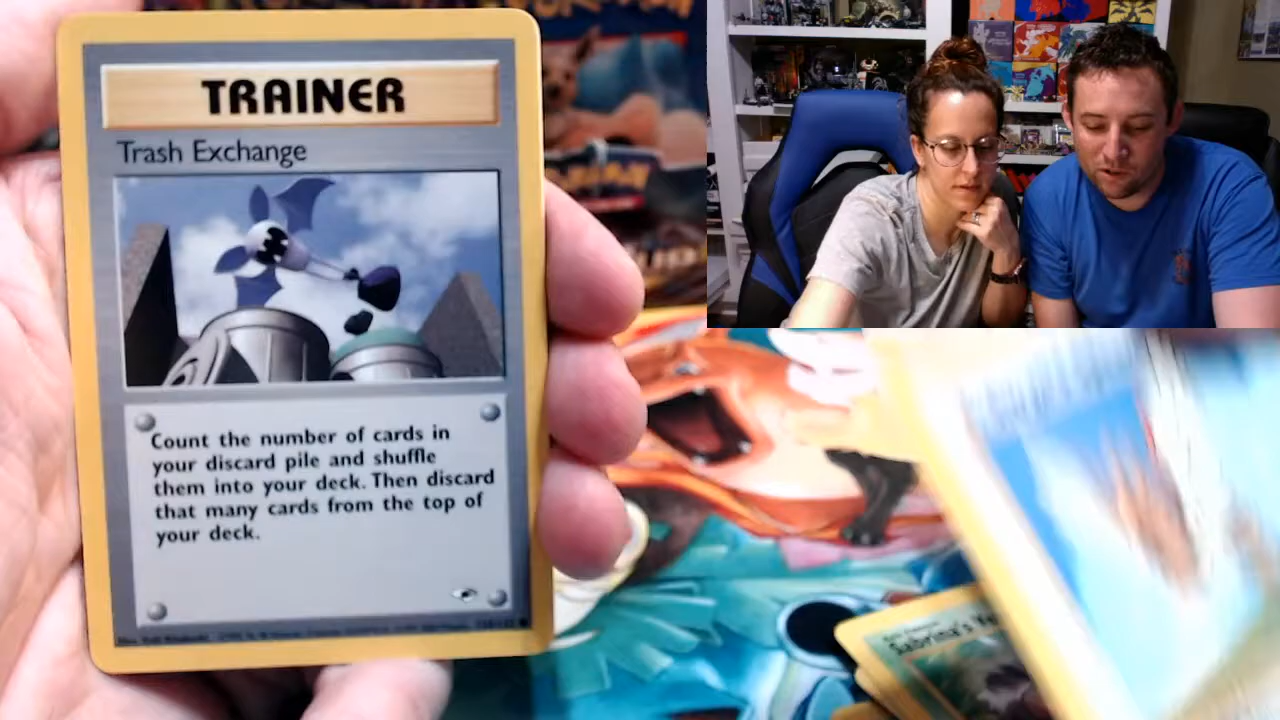 TRAINER
Trash Exchange
Count the number of cards in
your discard pile and shuffle
them into your deck. Then discard
that many cards from the top of
your deck.
Sabrina's